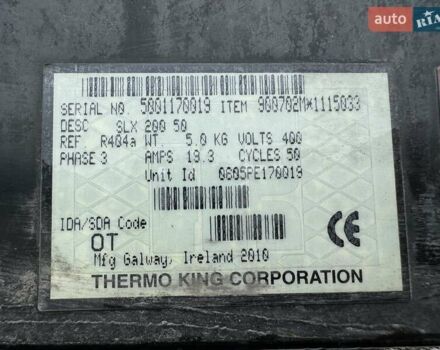 auto RIA
SERIAL NO. 5001170019 ITEM 900702M*1115033
DESC SLX 200 50
REF. R404a WT. 5.0 KG VOLTS 400
PHASE 3 AMPS 18.3 CYCLES 50
Unit Id 0605PE170019
IDA/SDA Code
OT
CE
Mfg Galway, Ireland 2010
THERMO KING CORPORATION